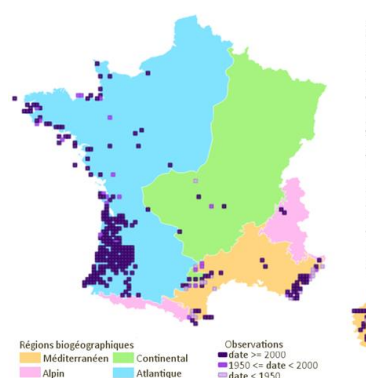 Régions biogéographiques
Méditerranéen
Continental
Alpin
Atlantique
Observations
date >= 2000
1950 <= date < 2000
date < 1950